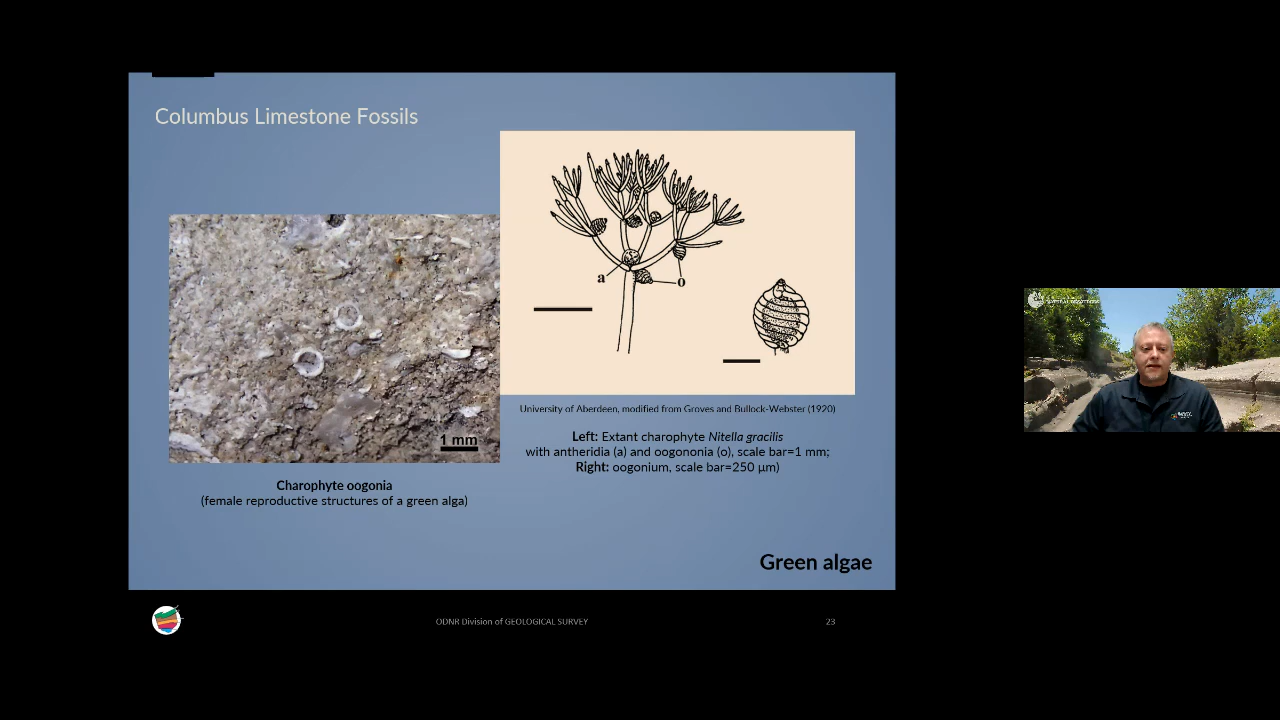 Columbus Limestone Fossils
a
o
1 mm
University of Aberdeen, modified from Groves and Bullock-Webster (1920)
Left: Extant charophyte Nitella gracilis
with antheridia (a) and oogononia (o), scale bar=1 mm;
Right: oogonium, scale bar=250 µm)
Charophyte oogonia
(female reproductive structures of a green alga)
Green algae
ODNR Division of GEOLOGICAL SURVEY
23